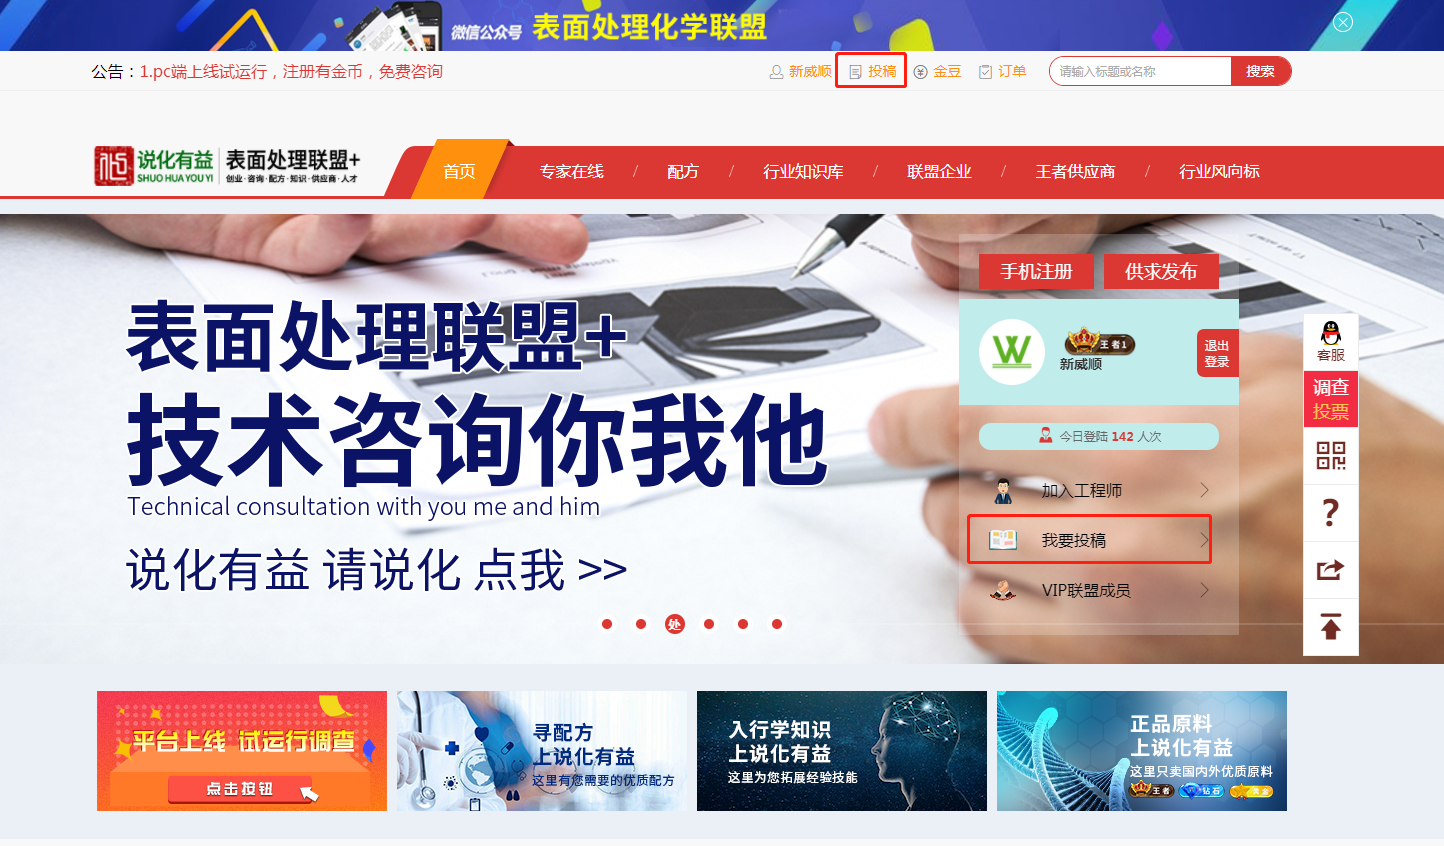 微信公众号 表面处理化学联盟
公告：1.pc端上线试运行，注册有金币，免费咨询
新威顺 投稿 金豆 订单 请输入标题或名称 搜索
说化有益 表面处理联盟+
SHUO HUA YOU YI 创业·咨询·配方·知识·供应商·人才
首页 专家在线 / 配方 / 行业知识库 / 联盟企业 / 王者供应商 / 行业风向标
手机注册 供求发布
表面处理联盟+
技术咨询你我他
Technical consultation with you me and him
说化有益 请说化 点我 >>
处
W
王者1
新威顺
退出
登录
今日登陆 142 人次
加入工程师
我要投稿
VIP联盟成员
客服
调查
投票
?
平台上线 试运行调查
点击按钮
寻配方
上说化有益
这里有您需要的优质配方
入行学知识
上说化有益
这里为您拓展经验技能
正品原料
上说化有益
这里只卖国内外优质原料
王者 钻石 黄金